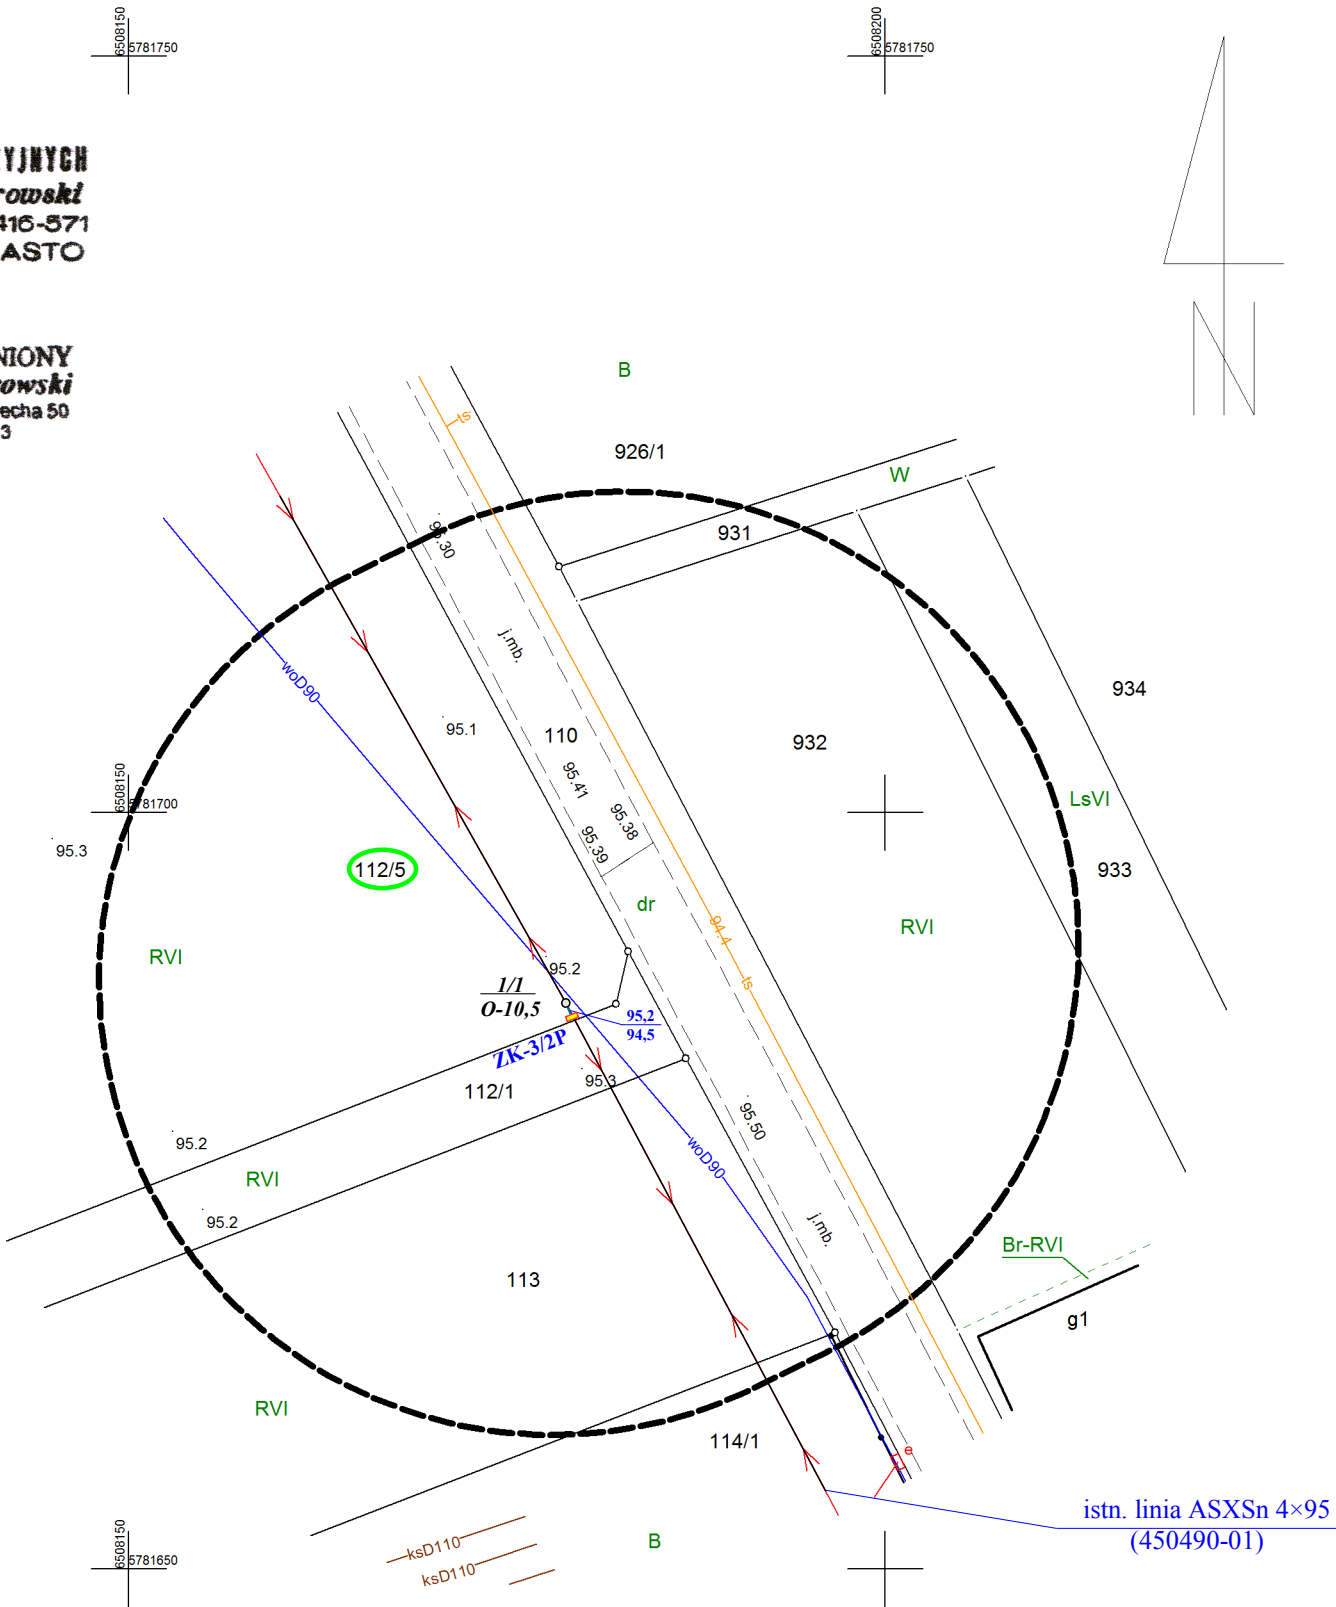 6508150
5781750
6508200
5781750
YJNYCH
rowski
416-571
ASTO
NIONY
rowski
echa 50
3
B
ts
926/1
W
931
95.30
j.mb.
woD90
934
95.1
110
932
95.41
95.38
95.39
6508150
5781700
LsVI
95.3
112/5
933
dr
94.4
RVI
RVI
ts
95.2
1/1
O-10,5
95,2
94,5
ZK-3/2P
95.3
112/1
95.50
95.2
woD90
RVI
95.2
j.mb.
Br-RVI
113
g1
RVI
114/1
e
istn. linia ASXSn 4×95
(450490-01)
6508150
5781650
ksD110
ksD110
B